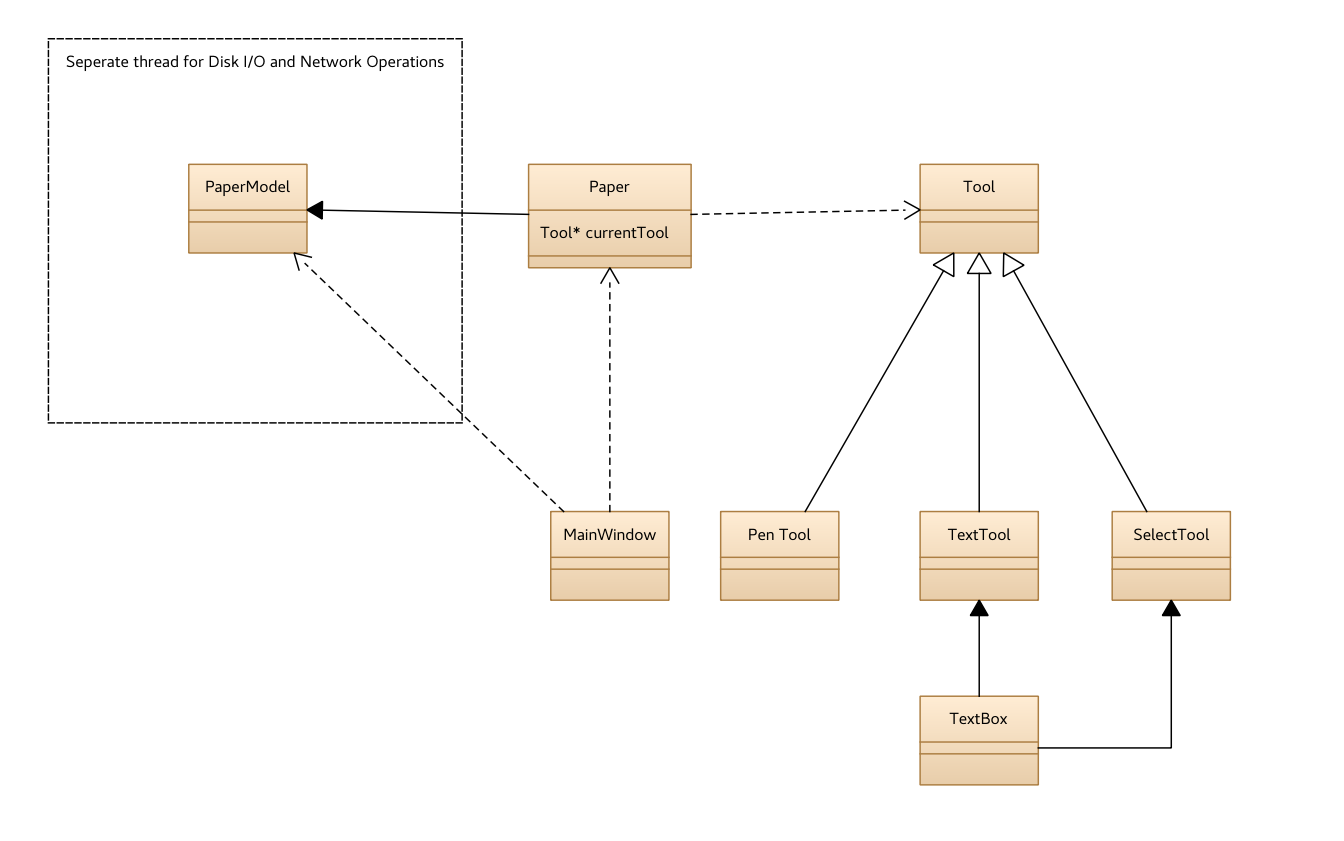 Seperate thread for Disk I/O and Network Operations
PaperModel
Paper
Tool* currentTool
Tool
MainWindow
Pen Tool
TextTool
SelectTool
TextBox